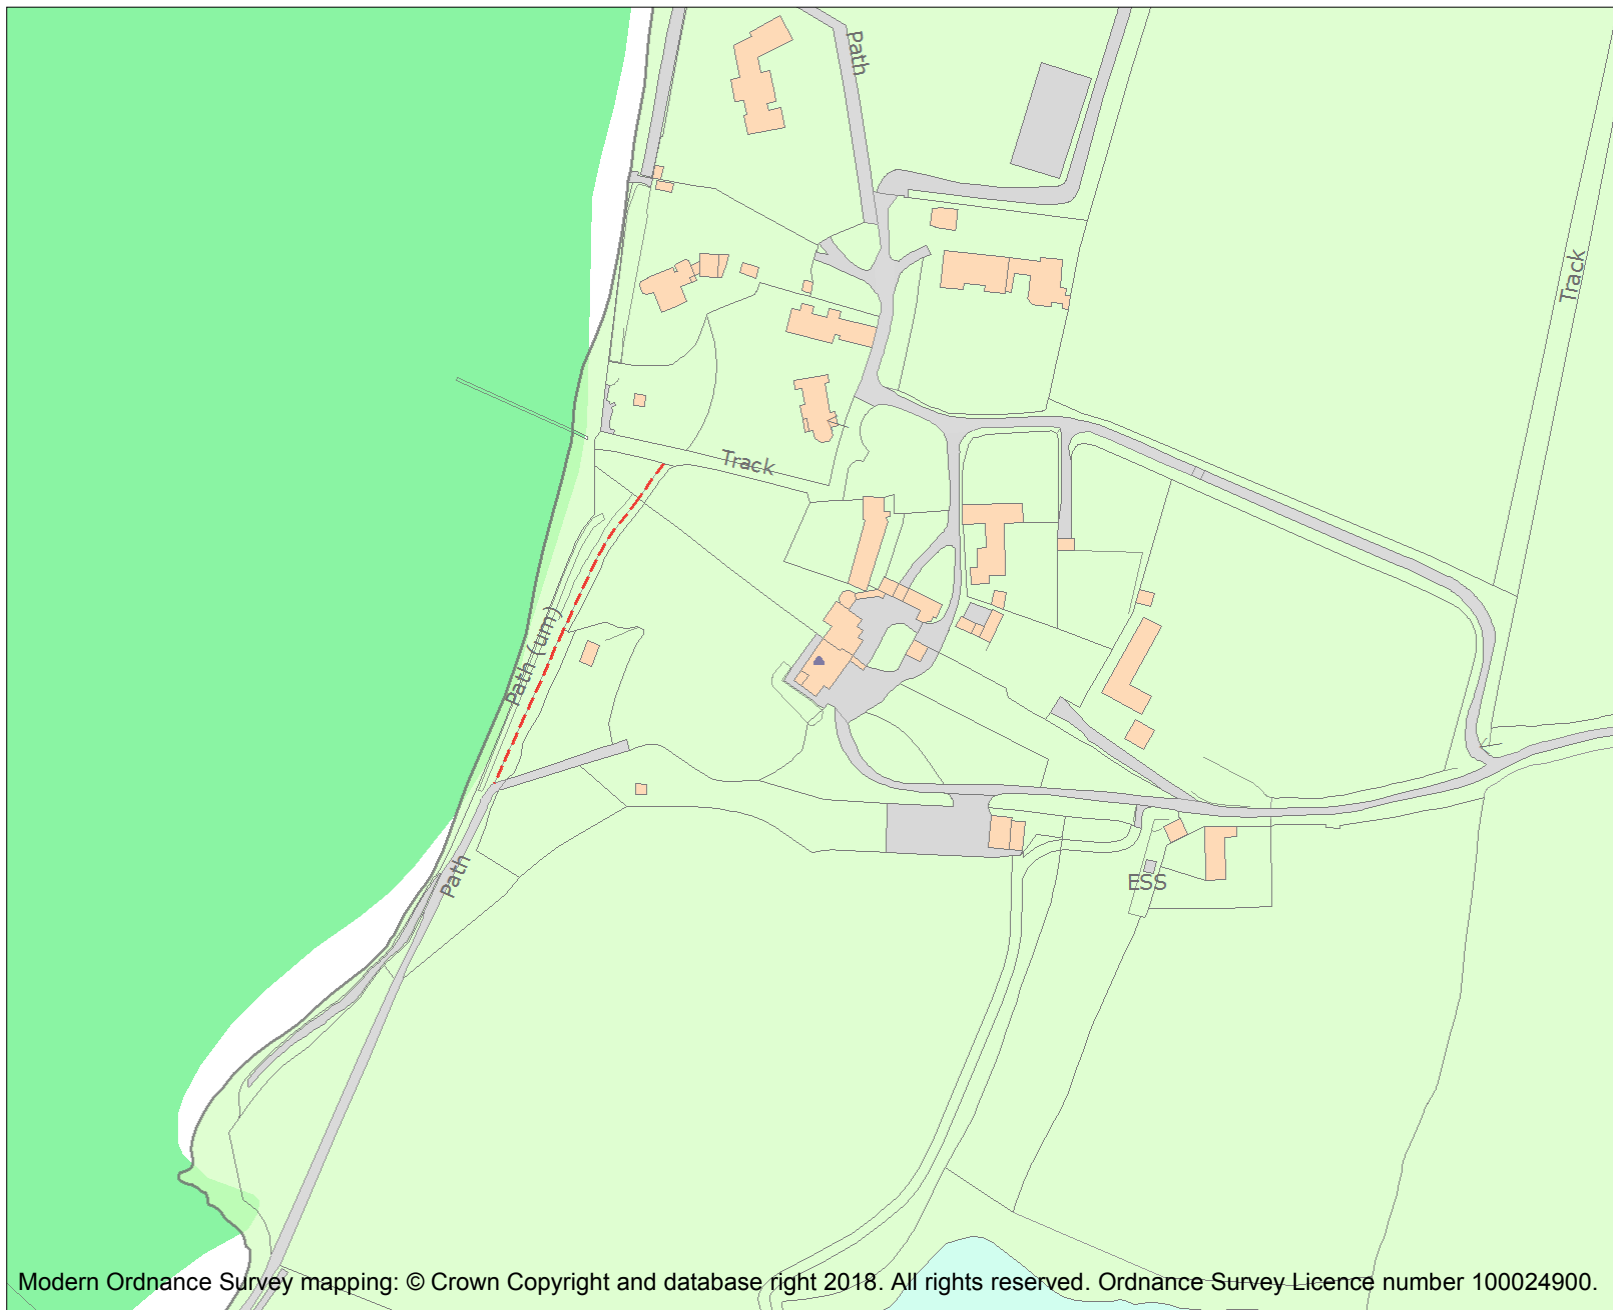 Path
Track
Track
Path (um)
Path
ESS
Modern Ordnance Survey mapping: © Crown Copyright and database right 2018. All rights reserved. Ordnance Survey Licence number 100024900.